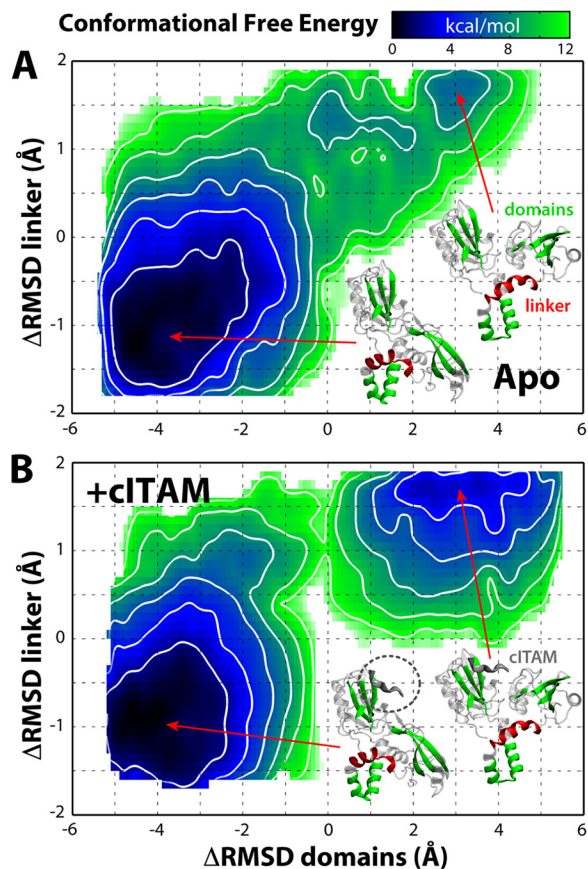 Conformational Free Energy
kcal/mol
0 12
A
ΔRMSD linker (Å)
2
1
0
-1
-2
domains
linker
Apo
-6 -4 -2 0 2 4 6
B
+cITAM
ΔRMSD linker (Å)
2
1
0
-1
-2
cITAM
-6 -4 -2 0 2 4 6
ΔRMSD domains (Å)